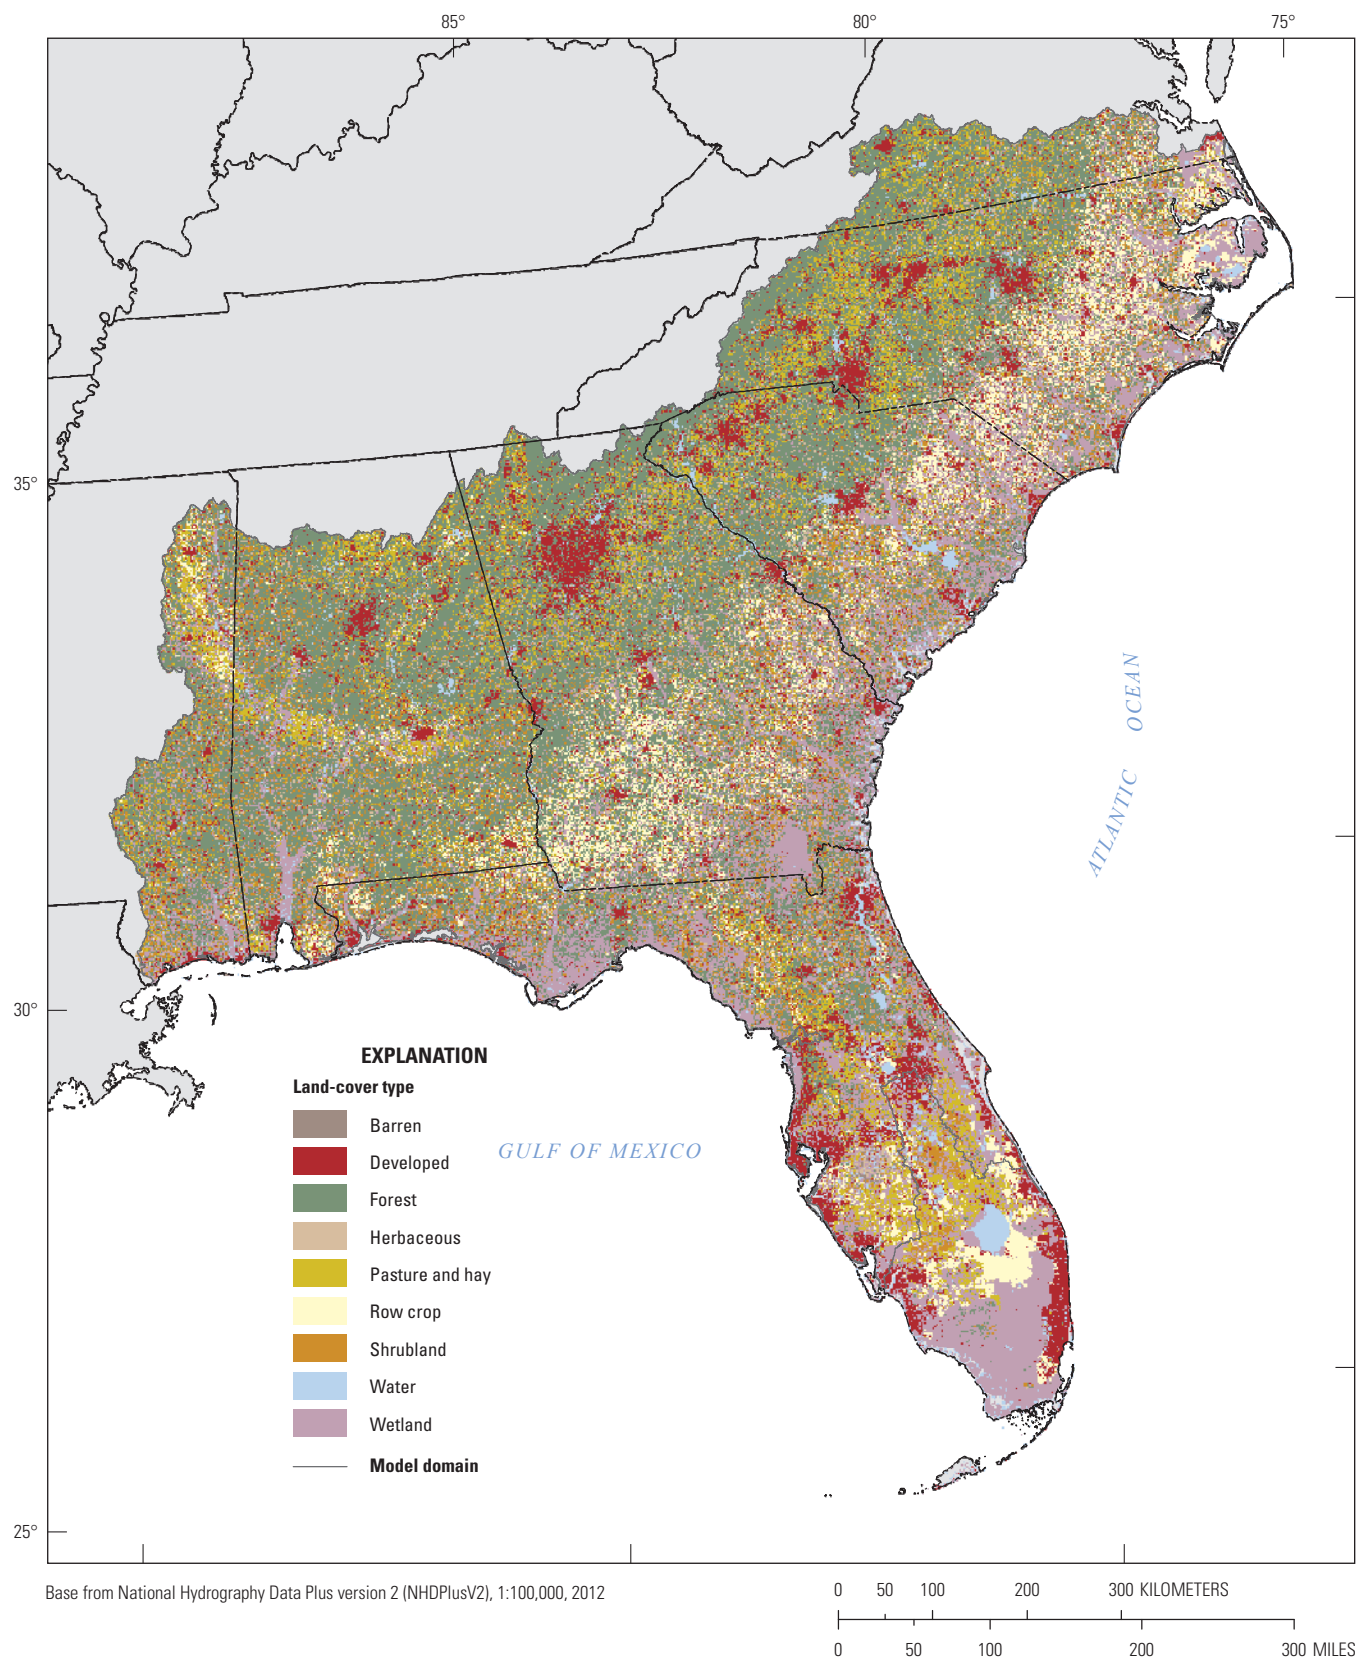 85°
80°
75°
35°
30°
25°
ATLANTIC OCEAN
GULF OF MEXICO
EXPLANATION
Land-cover type
Barren
Developed
Forest
Herbaceous
Pasture and hay
Row crop
Shrubland
Water
Wetland
Model domain
Base from National Hydrography Data Plus version 2 (NHDPlusV2), 1:100,000, 2012
0 50 100 200 300 KILOMETERS
0 50 100 200 300 MILES